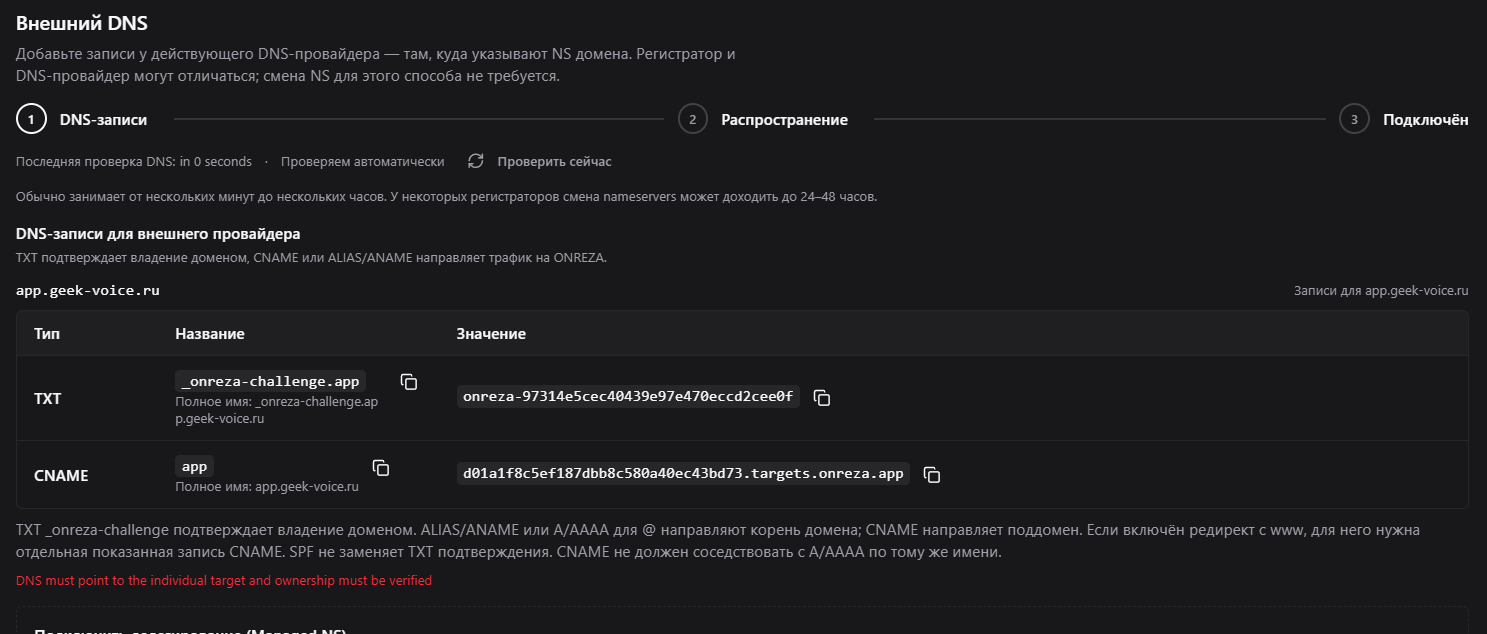 Внешний DNS
Добавьте записи у действующего DNS-провайдера — там, куда указывают NS домена. Регистратор и
DNS-провайдер могут отличаться; смена NS для этого способа не требуется.
1 DNS-записи 2 Распространение 3 Подключён
Последняя проверка DNS: in 0 seconds · Проверяем автоматически Проверить сейчас
Обычно занимает от нескольких минут до нескольких часов. У некоторых регистраторов смена nameservers может доходить до 24–48 часов.
DNS-записи для внешнего провайдера
TXT подтверждает владение доменом, CNAME или ALIAS/ANAME направляет трафик на ONREZA.
app.geek-voice.ru Записи для app.geek-voice.ru
Тип Название Значение
TXT _onreza-challenge.app onreza-97314e5cec40439e97e470eccd2cee0f
Полное имя: _onreza-challenge.ap
p.geek-voice.ru
CNAME app d01a1f8c5ef187dbb8c580a40ec43bd73.targets.onreza.app
Полное имя: app.geek-voice.ru
TXT _onreza-challenge подтверждает владение доменом. ALIAS/ANAME или A/AAAA для @ направляют корень домена; CNAME направляет поддомен. Если включён редирект с www, для него нужна
отдельная показанная запись CNAME. SPF не заменяет TXT подтверждения. CNAME не должен соседствовать с A/AAAA по тому же имени.
DNS must point to the individual target and ownership must be verified